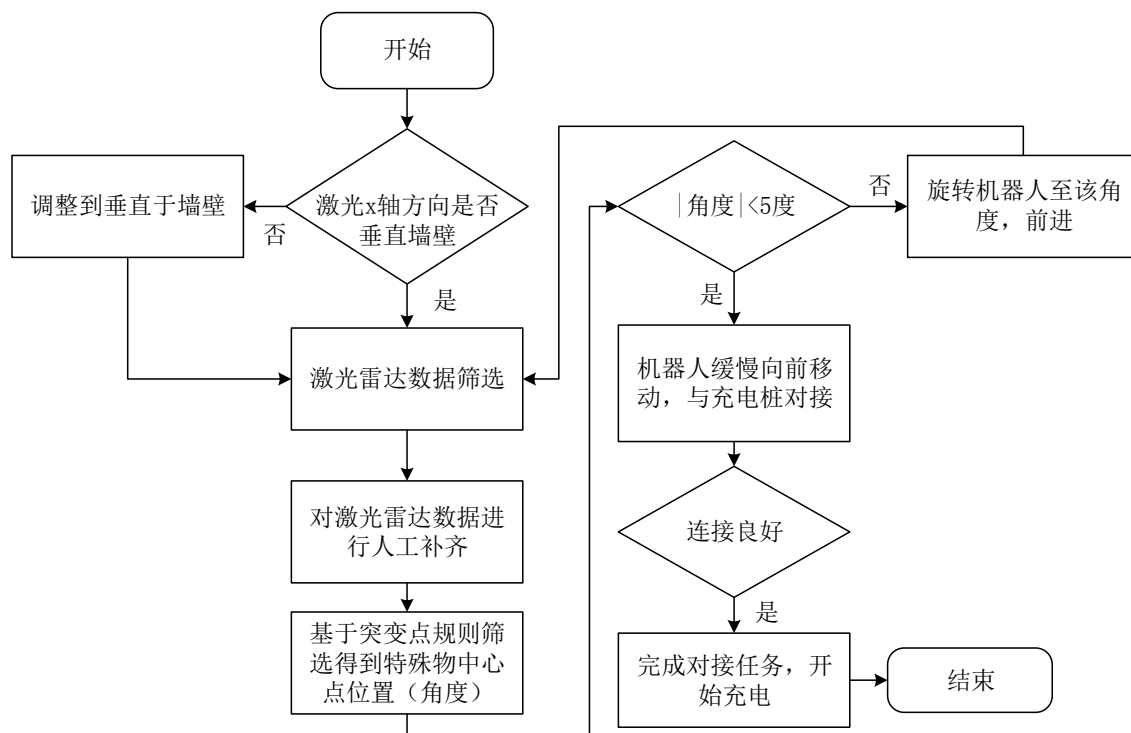 开始
激光x轴方向是否
垂直墙壁
否
调整到垂直于墙壁
是
激光雷达数据筛选
对激光雷达数据进
行人工补齐
基于突变点规则筛
选得到特殊物中心
点位置（角度）
|角度|<5度
否
旋转机器人至该角
度，前进
是
机器人缓慢向前移
动，与充电桩对接
连接良好
是
完成对接任务，开
始充电
结束